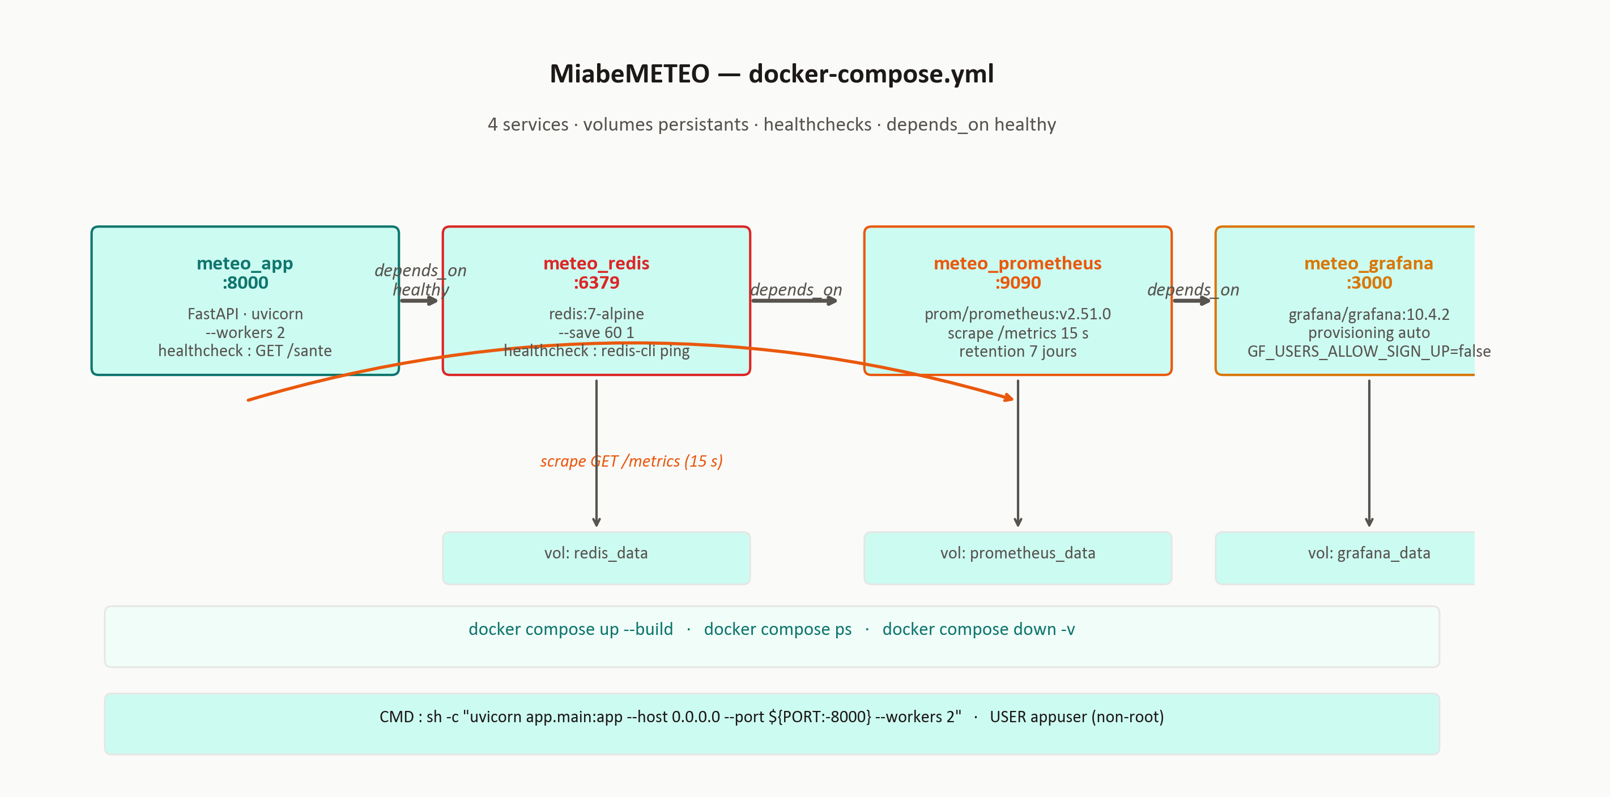 MiabeMETEO — docker-compose.yml
4 services · volumes persistants · healthchecks · depends_on healthy
meteo_app
:8000
FastAPI · uvicorn
--workers 2
healthcheck : GET /sante
depends_on
healthy
meteo_redis
:6379
redis:7-alpine
--save 60 1
healthcheck : redis-cli ping
depends_on
meteo_prometheus
:9090
prom/prometheus:v2.51.0
scrape /metrics 15 s
retention 7 jours
depends_on
meteo_grafana
:3000
grafana/grafana:10.4.2
provisioning auto
GF_USERS_ALLOW_SIGN_UP=false
scrape GET /metrics (15 s)
vol: redis_data
vol: prometheus_data
vol: grafana_data
docker compose up --build · docker compose ps · docker compose down -v
CMD : sh -c "uvicorn app.main:app --host 0.0.0.0 --port ${PORT:-8000} --workers 2" · USER appuser (non-root)